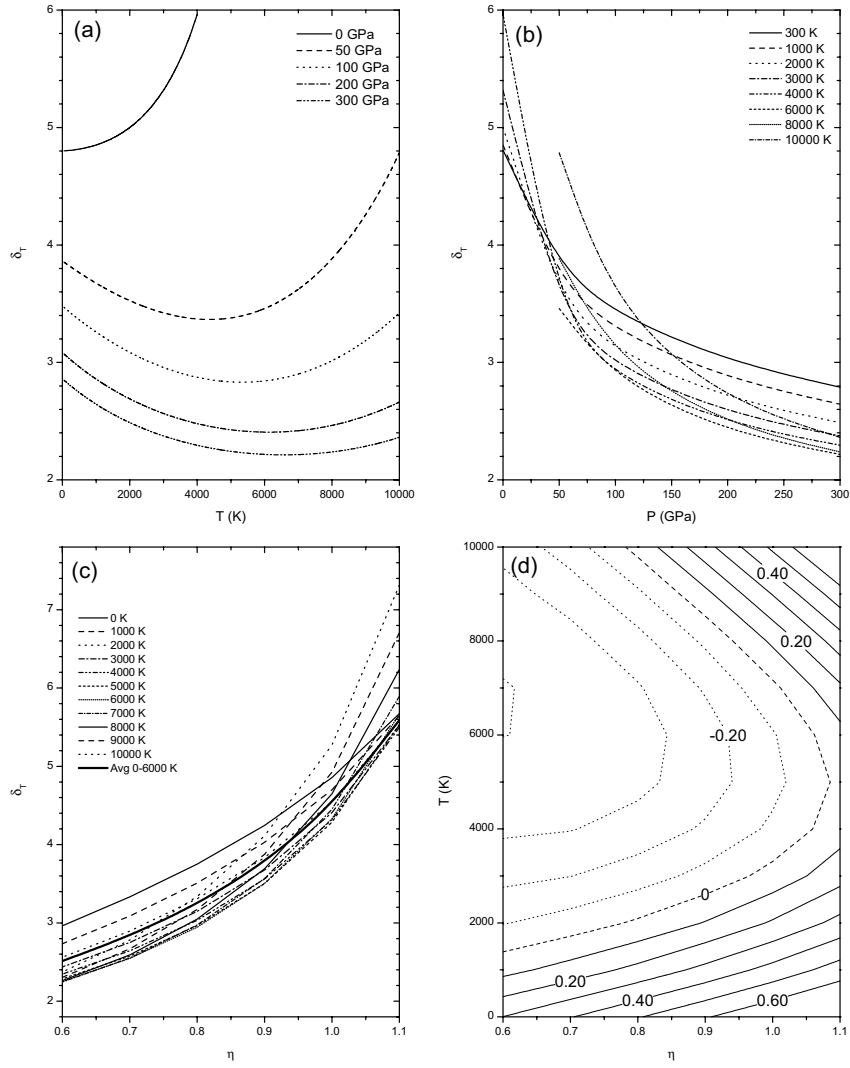 (a)
0 GPa
50 GPa
100 GPa
200 GPa
300 GPa
6
5
4
3
2
δT
0 2000 4000 6000 8000 10000
T (K)
(b)
300 K
1000 K
2000 K
3000 K
4000 K
6000 K
8000 K
10000 K
6
5
4
3
2
δT
0 50 100 150 200 250 300
P (GPa)
(c)
0 K
1000 K
2000 K
3000 K
4000 K
5000 K
6000 K
7000 K
8000 K
9000 K
10000 K
Avg 0-6000 K
7
6
5
4
3
2
δT
0.6 0.7 0.8 0.9 1.0 1.1
η
(d)
0.40
0.20
-0.20
0
0.20
0.40
0.60
10000
8000
6000
4000
2000
0
T (K)
0.6 0.7 0.8 0.9 1.0 1.1
η